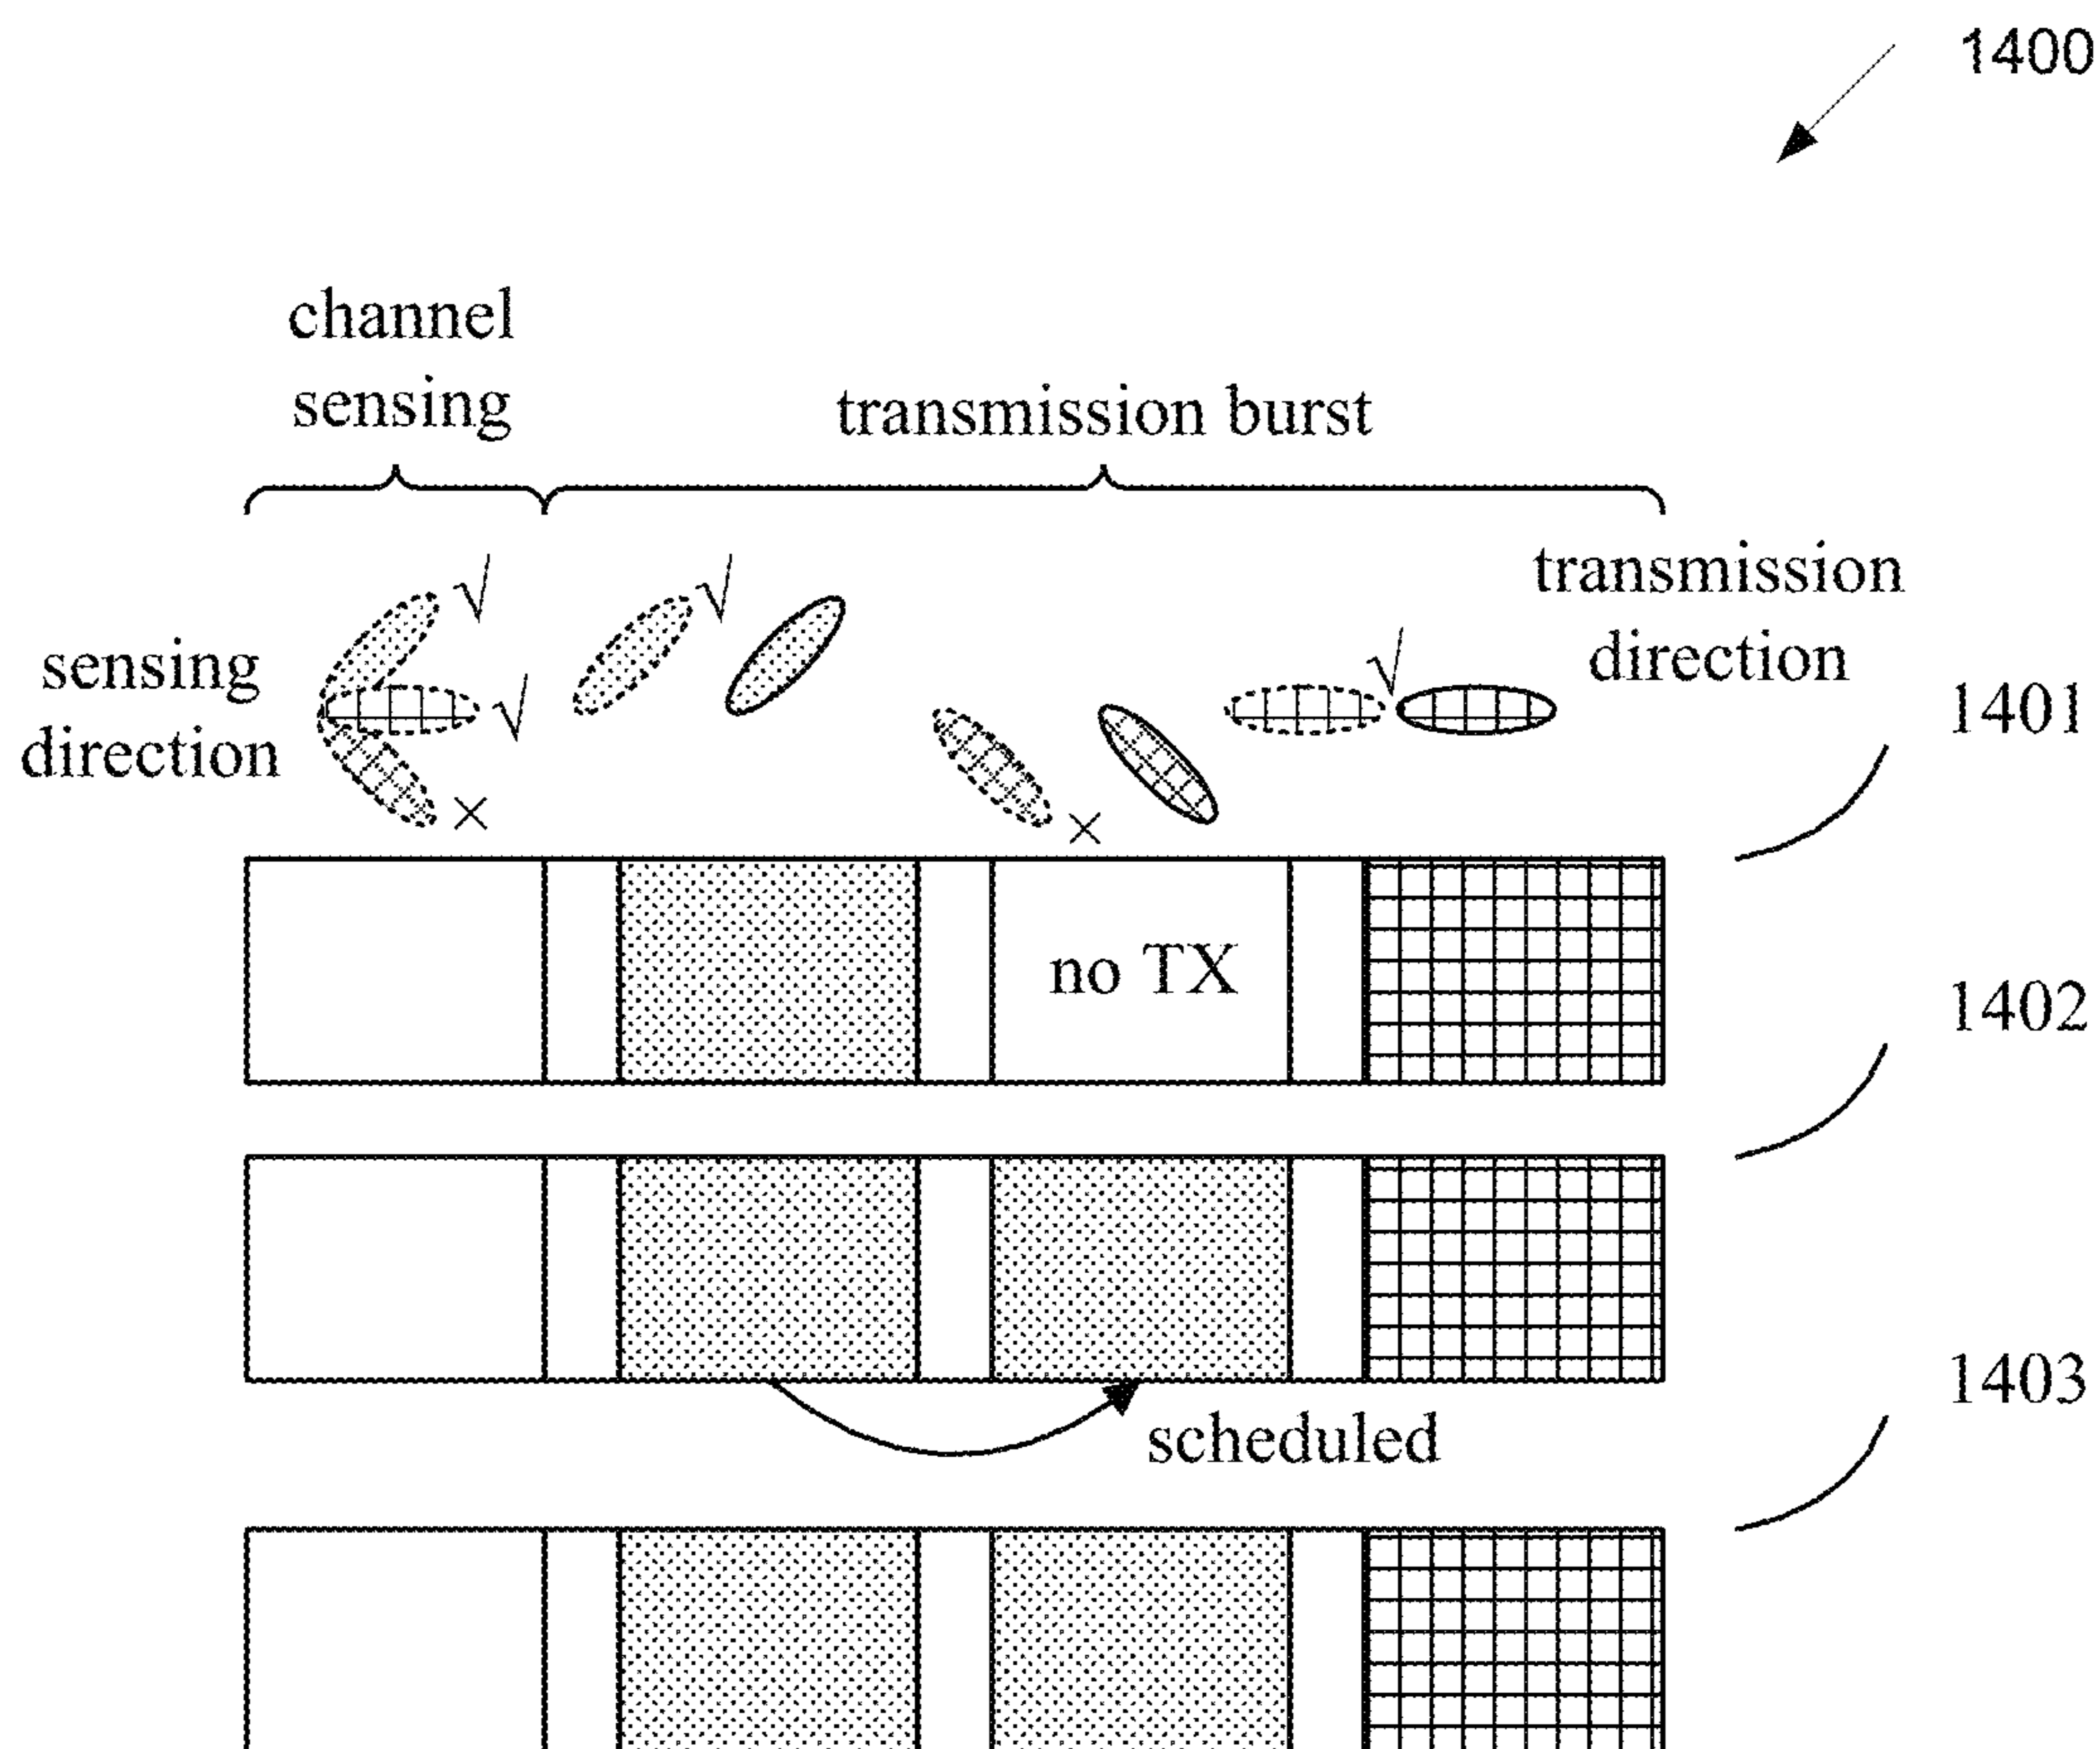 1400
channel
sensing
transmission burst
√
√
√
√
×
×
transmission
direction
sensing
direction
1401
no TX
1402
scheduled
1403